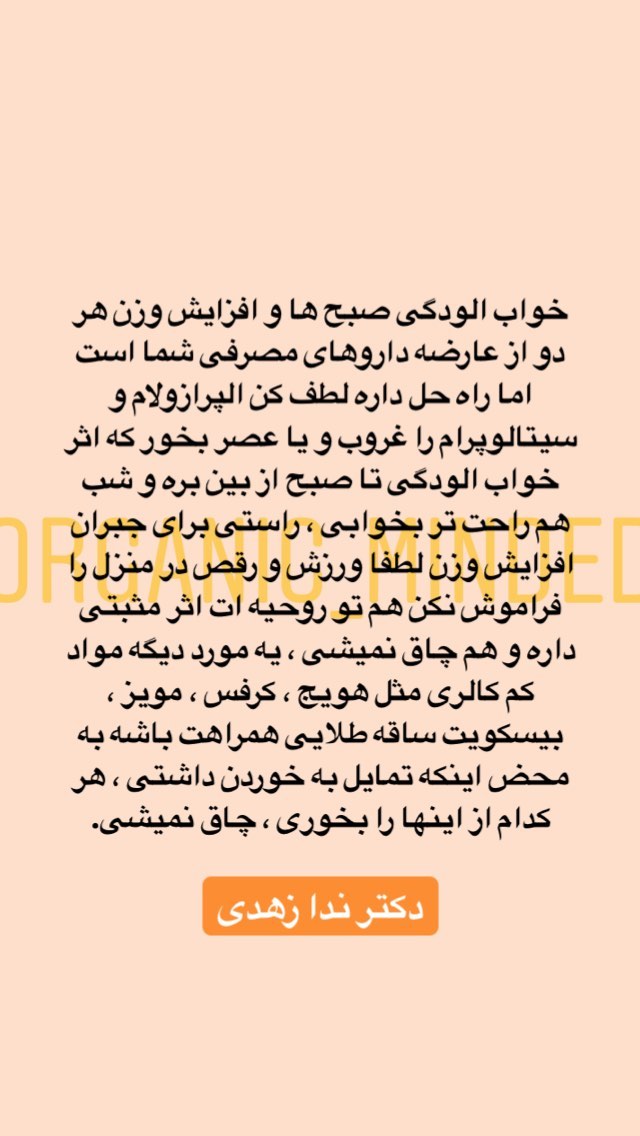 خواب الودگی صبح ها و افزایش وزن هر
دو از عارضه داروهای مصرفی شما است
اما راه حل داره لطف کن الپرازولام و
سیتالوپرام را غروب و یا عصر بخور که اثر
خواب الودگی تا صبح از بین بره و شب
هم راحت تر بخوابی ، راستی برای جبران
افزایش وزن لطفا ورزش و رقص در منزل را
فراموش نکن هم تو روحیه ات اثر مثبتی
داره و هم چاق نمیشی ، یه مورد دیگه مواد
کم کالری مثل هویج ، کرفس ، مویز ،
بیسکویت ساقه طلایی همراهت باشه به
محض اینکه تمایل به خوردن داشتی ، هر
کدام از اینها را بخوری ، چاق نمیشی.
ORGANIC_MINDED
دکتر ندا زهدی